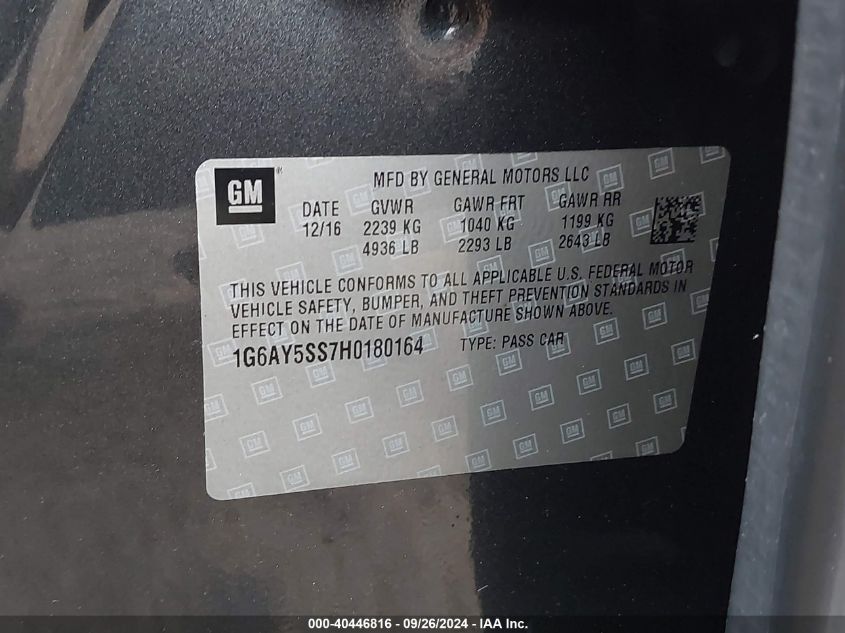 GM ® MFD BY GENERAL MOTORS LLC
DATE GVWR GAWR FRT GAWR RR
12/16 2239 KG 1040 KG 1199 KG
4936 LB 2293 LB 2643 LB
THIS VEHICLE CONFORMS TO ALL APPLICABLE U.S. FEDERAL MOTOR
VEHICLE SAFETY, BUMPER, AND THEFT PREVENTION STANDARDS IN
EFFECT ON THE DATE OF MANUFACTURE SHOWN ABOVE.
1G6AY5SS7H0180164 TYPE: PASS CAR
000-40446816 - 09/26/2024 - IAA Inc.